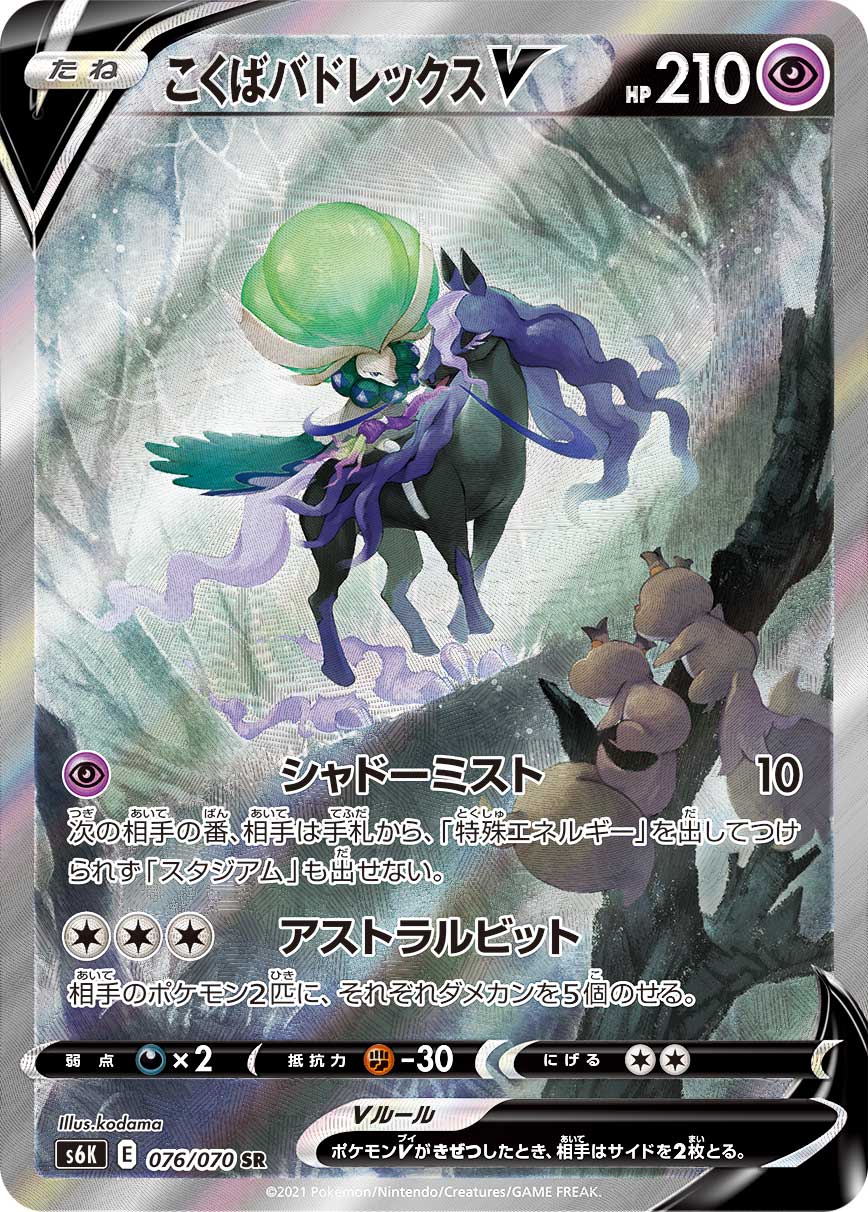 たね こくばバドレックスV HP 210
シャドーミスト 10
次の相手の番、相手は手札から、「特殊エネルギー」を出してつけ
られず「スタジアム」も出せない。
アストラルビット
相手のポケモン2匹に、それぞれダメカンを5個のせる。
弱点 ×2 抵抗力 -30 にげる
Illus.kodama
Vルール
ポケモンVがきぜつしたとき、相手はサイドを2枚とる。
s6K E 076/070 SR
©2021 Pokémon/Nintendo/Creatures/GAME FREAK.